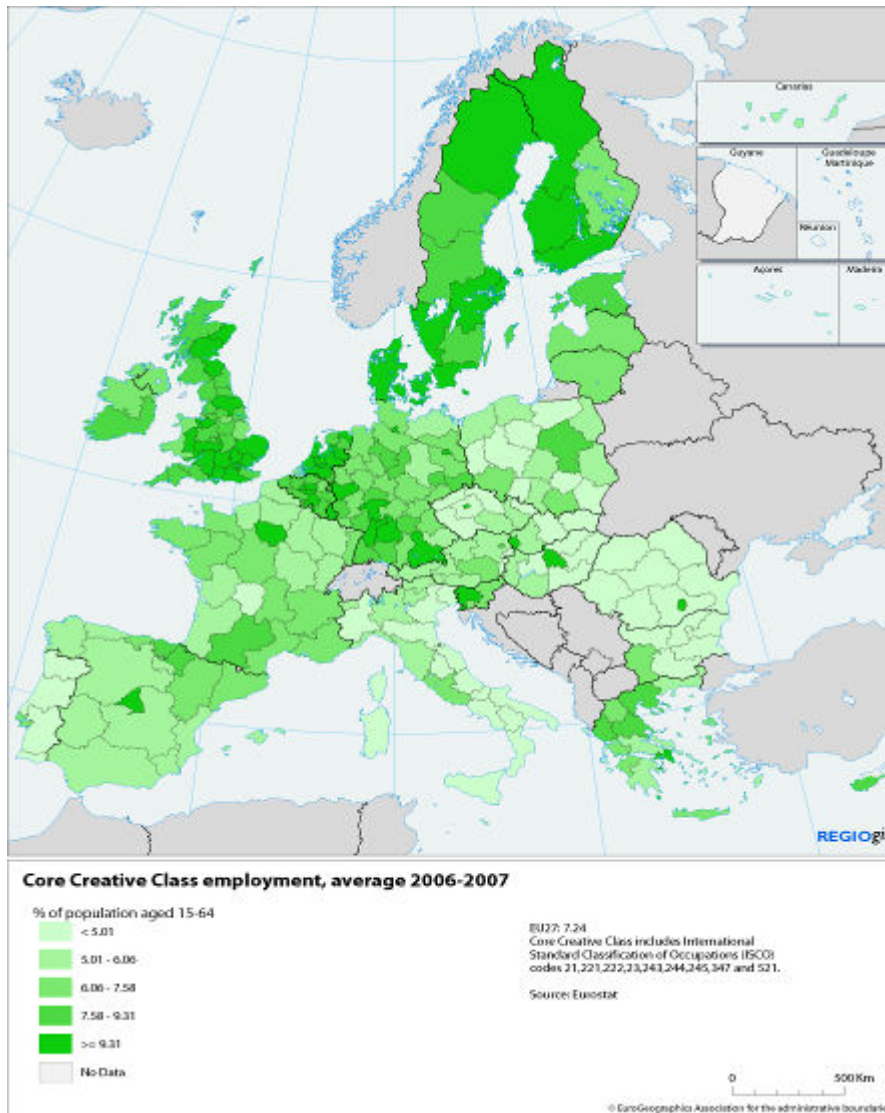 Canarias
Guyane
Guadeloupe
Martinique
Réunion
Açores
Madeira
REGIOgi
Core Creative Class employment, average 2006-2007
% of population aged 15-64
< 5.01
5.01 - 6.06
6.06 - 7.58
7.58 - 9.31
>= 9.31
No Data
EU27: 7.24
Core Creative Class includes International
Standard Classification of Occupations (ISCO)
codes 21,221,222,23,243,244,245,347 and 521.
Source: Eurostat
0 500 Km
© EuroGeographics Association for the administrative boundarie